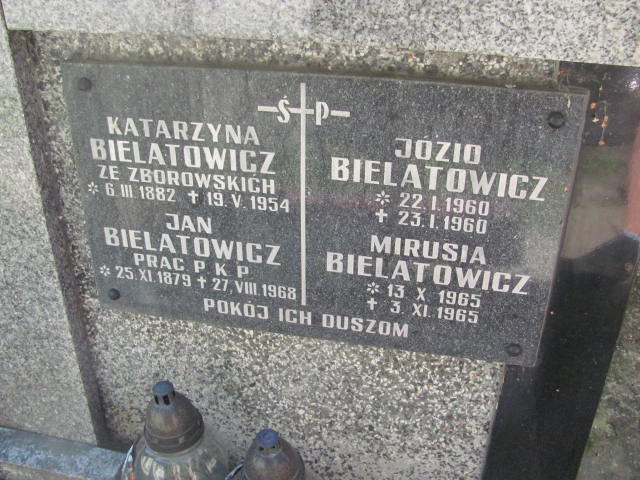 Ś†P
KATARZYNA
BIELATOWICZ
ZE ZBOROWSKICH
* 6.III.1882 † 19.V.1954
JAN
BIELATOWICZ
PRAC P.K.P
* 25.XI.1879 † 27.VIII.1968
JÓZIO
BIELATOWICZ
* 22.I.1960
† 23.I.1960
MIRUSIA
BIELATOWICZ
* 13 X 1965
† 3.XI.1965
POKÓJ ICH DUSZOM